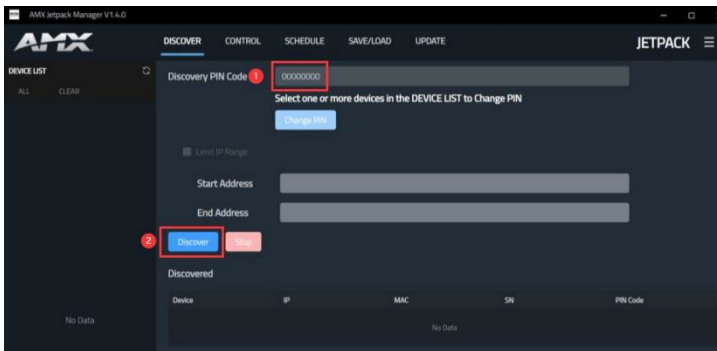 AMX Jetpack Manager V1.4.0
AMX
DISCOVER CONTROL SCHEDULE SAVE/LOAD UPDATE
JETPACK
DEVICE LIST
ALL CLEAR
No Data
Discovery PIN Code 1 00000000
Select one or more devices in the DEVICE LIST to Change PIN
Change PIN
Limit IP Range
Start Address
End Address
2 Discover Stop
Discovered
Device IP MAC SN PIN Code
No Data